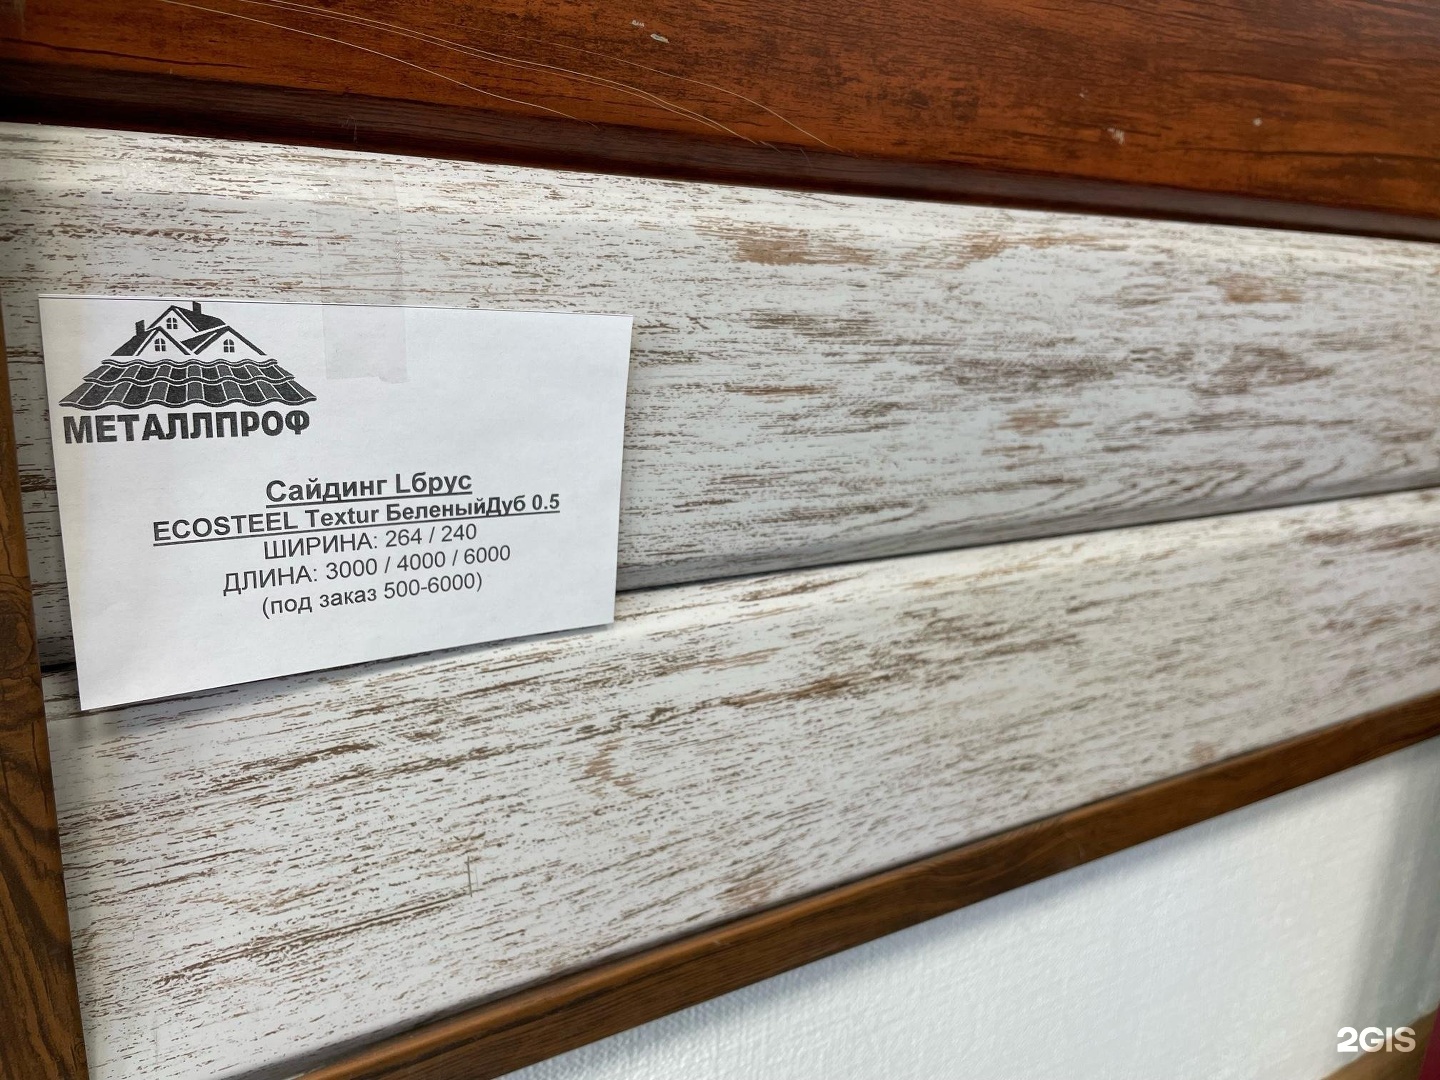 МЕТАЛЛПРОФ
Сайдинг Lбрус
ECOSTEEL Textur БеленыйДуб 0.5
ШИРИНА: 264 / 240
ДЛИНА: 3000 / 4000 / 6000
(под заказ 500-6000)
2GIS